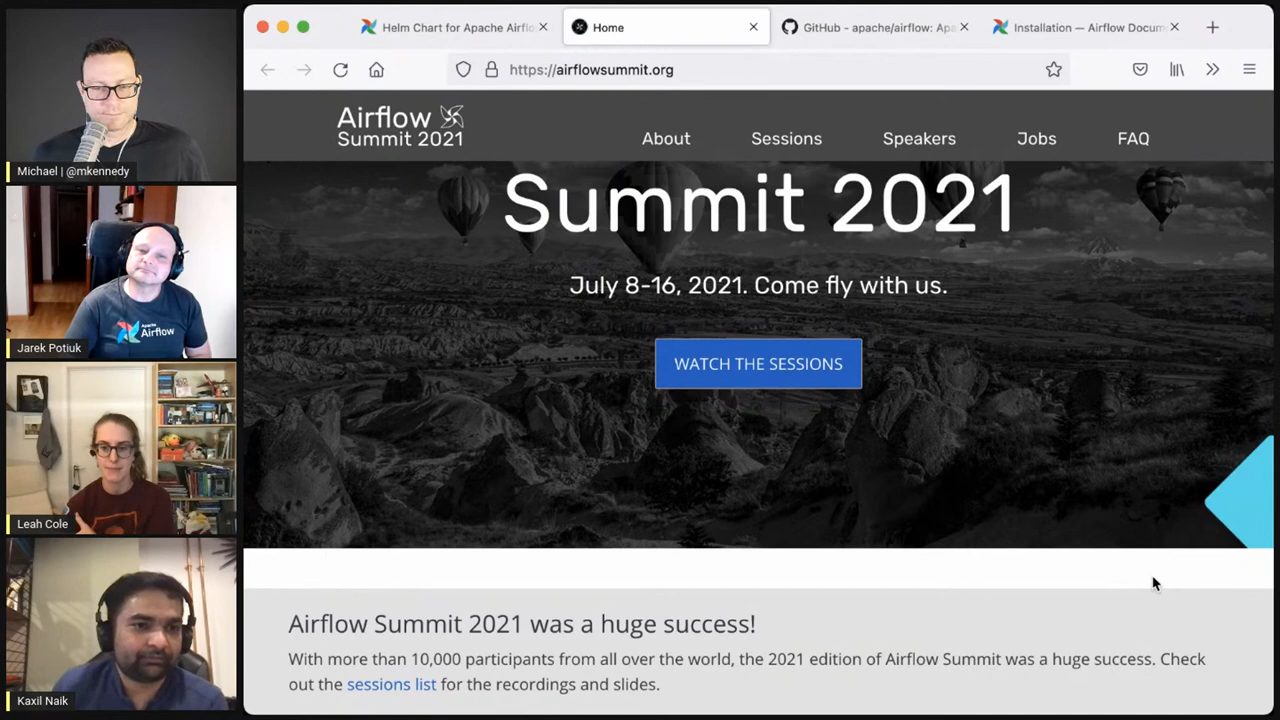 Michael | @mkennedy
Apache
Airflow
Jarek Potiuk
Leah Cole
Kaxil Naik
Helm Chart for Apache Airflo
Home
GitHub - apache/airflow: Apa
Installation — Airflow Docum
https://airflowsummit.org
Airflow
Summit 2021
About
Sessions
Speakers
Jobs
FAQ
Summit 2021
July 8-16, 2021. Come fly with us.
WATCH THE SESSIONS
Airflow Summit 2021 was a huge success!
With more than 10,000 participants from all over the world, the 2021 edition of Airflow Summit was a huge success. Check
out the sessions list for the recordings and slides.